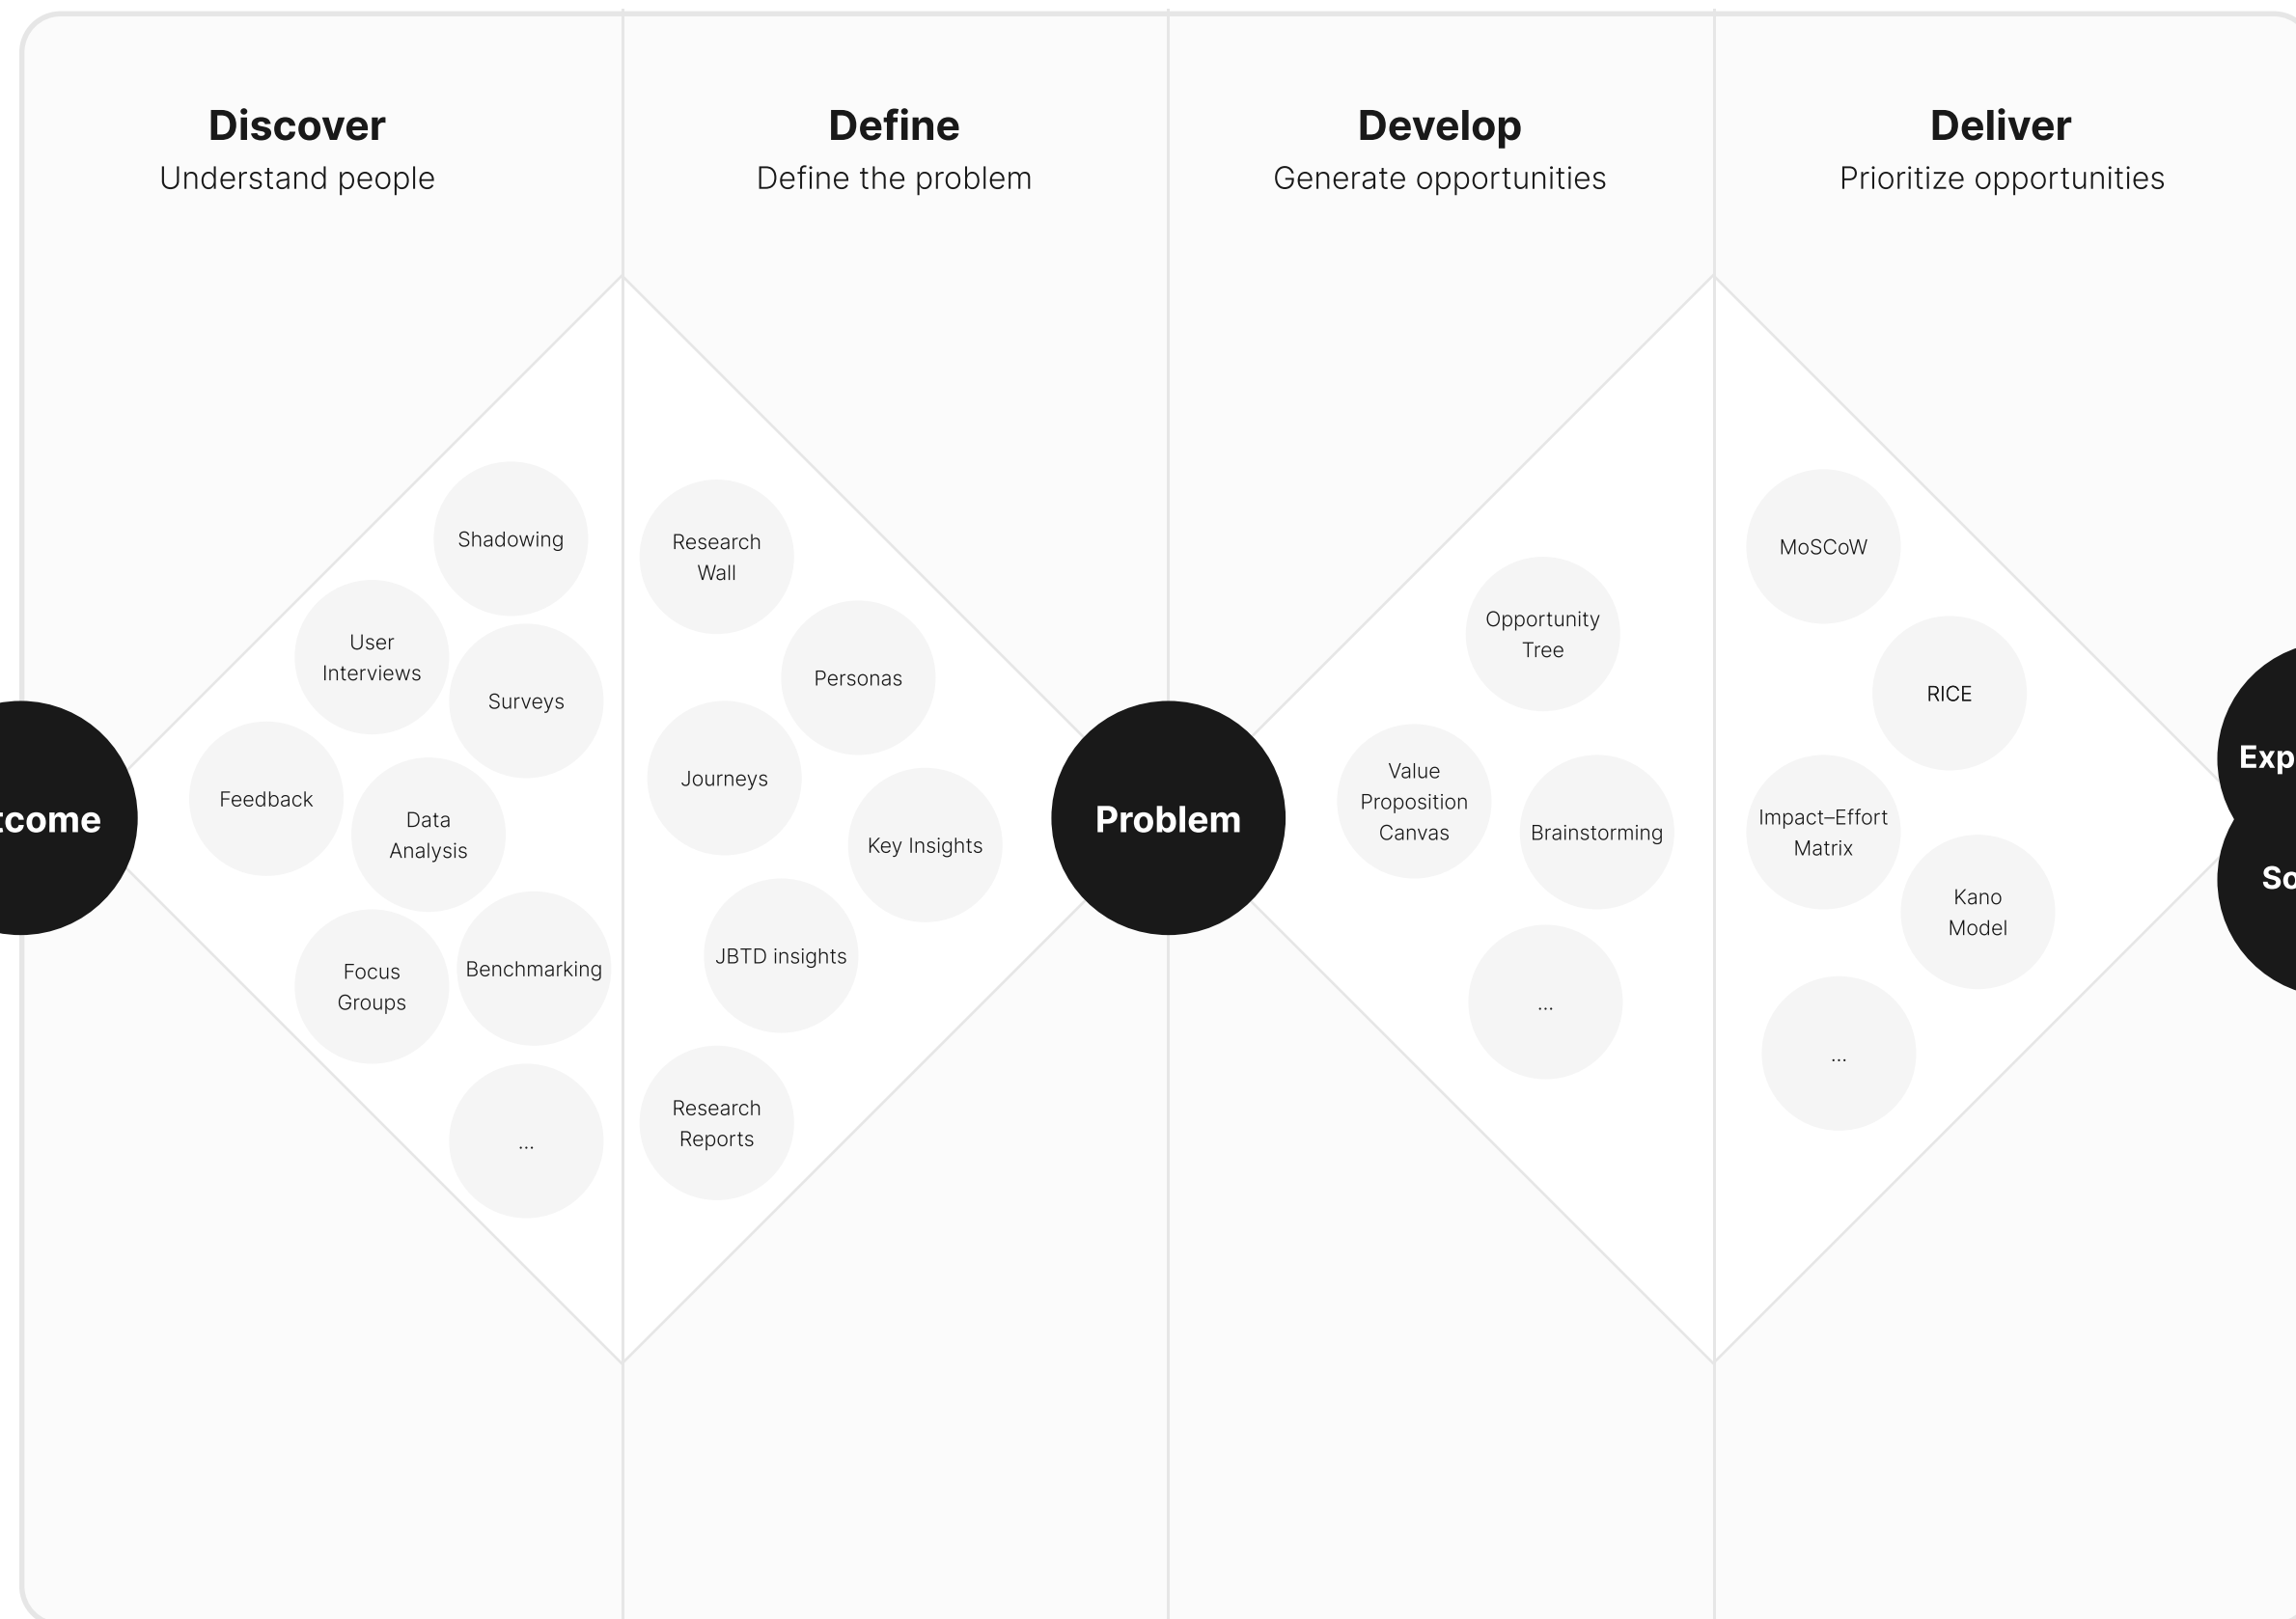 Discover
Understand people
Define
Define the problem
Develop
Generate opportunities
Deliver
Prioritize opportunities
Shadowing
User
Interviews
Surveys
Feedback
Data
Analysis
Focus
Groups
Benchmarking
...
tcome
Research
Wall
Personas
Journeys
Key Insights
JBTD insights
Research
Reports
Problem
Opportunity
Tree
Value
Proposition
Canvas
Brainstorming
...
MoSCoW
RICE
Impact–Effort
Matrix
Kano
Model
...
Exp
So